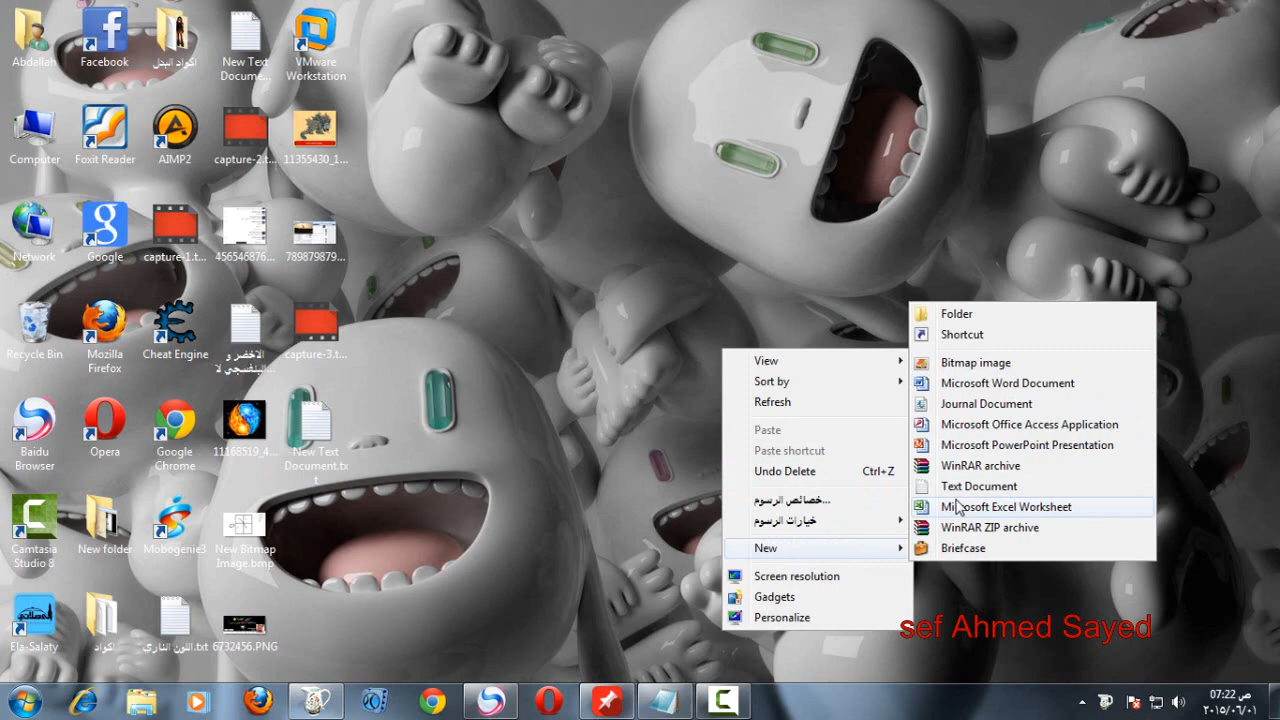 Abdallah
Facebook
اكواد البدل
New Text
Docume...
VMware
Workstation
Computer
Foxit Reader
AIMP2
capture-2.t...
11355430_1...
Network
Google
capture-1.t...
456546876...
789879879...
Recycle Bin
Mozilla
Firefox
Cheat Engine
الاخضر و
البنفسجي لا...
capture-3.t...
Baidu
Browser
Opera
Google
Chrome
11168519_4...
New Text
Document.tx
t
Camtasia
Studio 8
New folder
Mobogenie3
New Bitmap
Image.bmp
Ela-Salaty
اكواد
اللون الناري.txt
6732456.PNG
View
Sort by
Refresh
Paste
Paste shortcut
Undo Delete Ctrl+Z
خصائص الرسوم...
خيارات الرسوم
New
Screen resolution
Gadgets
Personalize
Folder
Shortcut
Bitmap image
Microsoft Word Document
Journal Document
Microsoft Office Access Application
Microsoft PowerPoint Presentation
WinRAR archive
Text Document
Microsoft Excel Worksheet
WinRAR ZIP archive
Briefcase
sef Ahmed Sayed
07:22 ص
٢٠١٥/٠٦/٠١